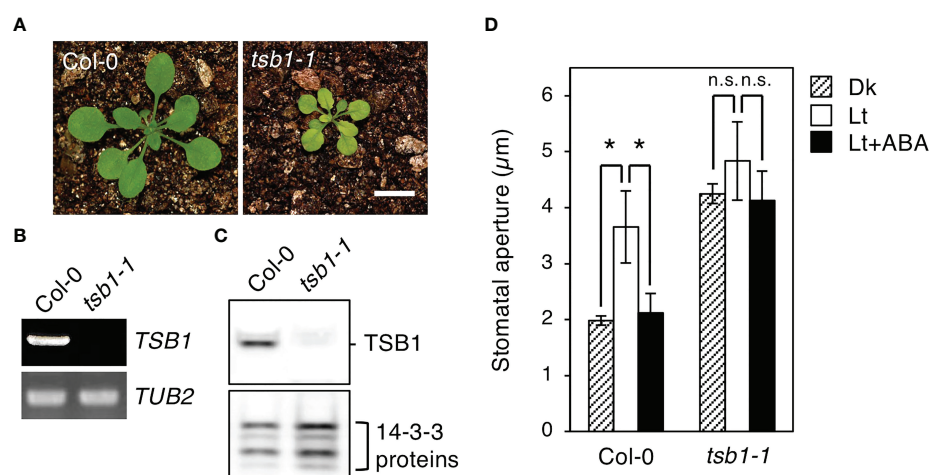 A
Col-0
tsb1-1
B
Col-0
tsb1-1
TSB1
TUB2
C
Col-0
tsb1-1
- TSB1
14-3-3
proteins
D
Stomatal aperture (µm)
6
5
4
3
2
1
0
* *
n.s. n.s.
Col-0
tsb1-1
Dk
Lt
Lt+ABA